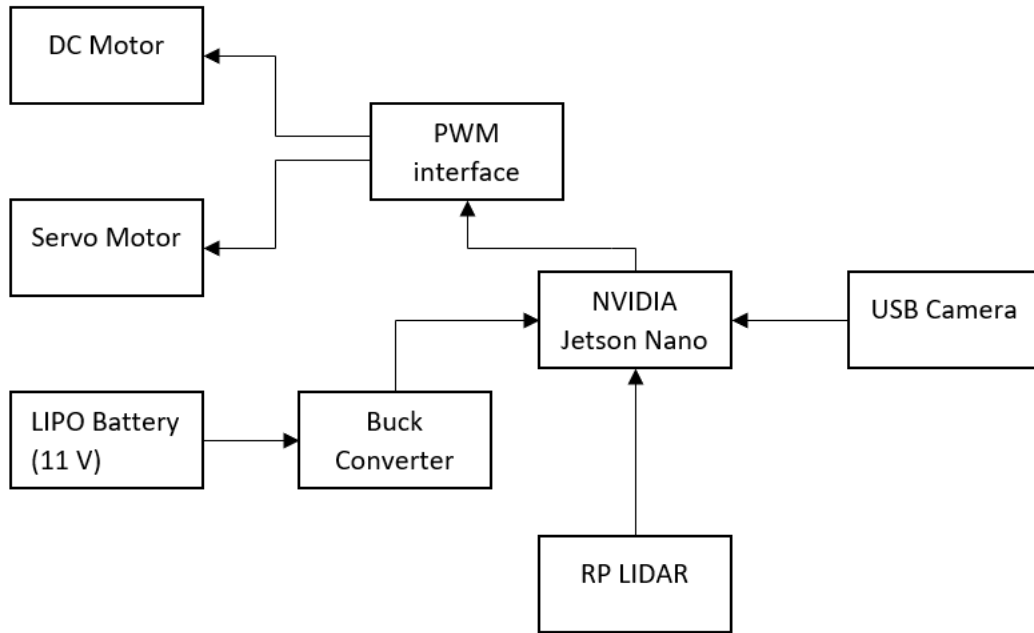 DC Motor
PWM
interface
Servo Motor
NVIDIA
Jetson Nano
USB Camera
LIPO Battery
(11 V)
Buck
Converter
RP LIDAR